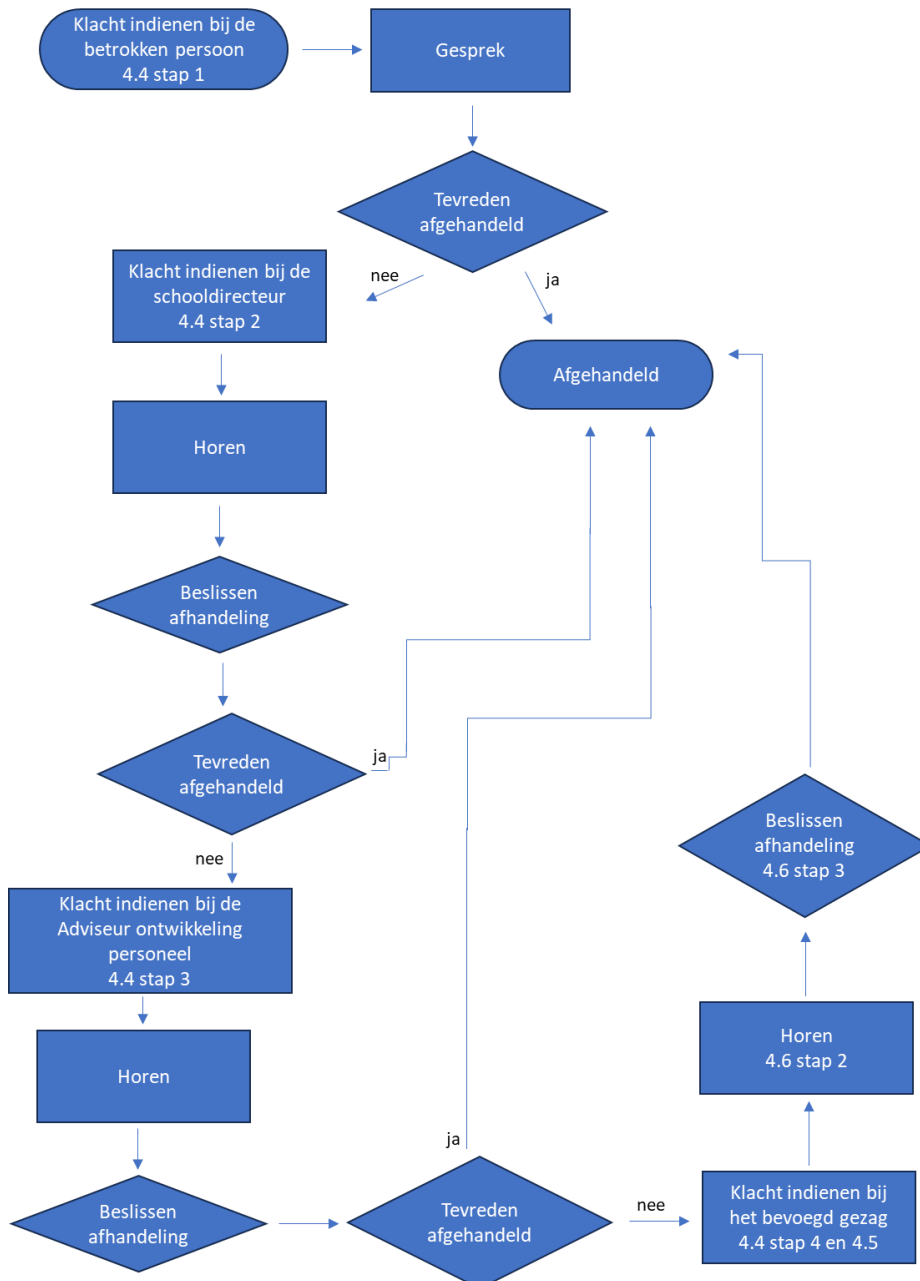 Klacht indienen bij de
betrokken persoon
4.4 stap 1
Gesprek
Tevreden
afgehandeld
nee
ja
Klacht indienen bij de
schooldirecteur
4.4 stap 2
Afgehandeld
Horen
Beslissen
afhandeling
Tevreden
afgehandeld
ja
nee
Klacht indienen bij de
Adviseur ontwikkeling
personeel
4.4 stap 3
Horen
Beslissen
afhandeling
Tevreden
afgehandeld
ja
nee
Klacht indienen bij
het bevoegd gezag
4.4 stap 4 en 4.5
Horen
4.6 stap 2
Beslissen
afhandeling
4.6 stap 3